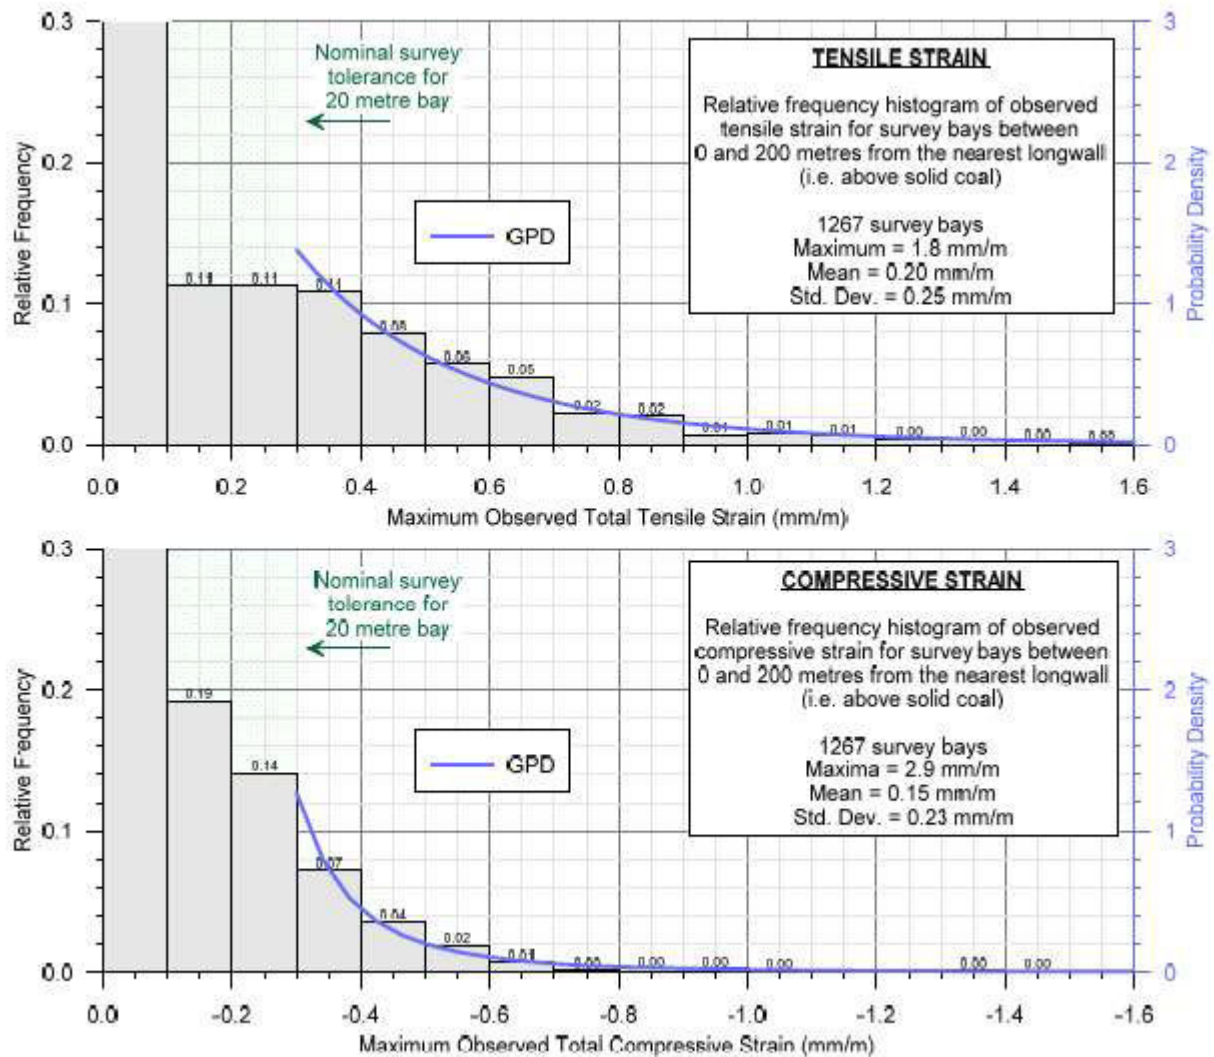 0.3
0.2
0.1
0.0
Relative Frequency
Nominal survey
tolerance for
20 metre bay
GPD
TENSILE STRAIN
Relative frequency histogram of observed
tensile strain for survey bays between
0 and 200 metres from the nearest longwall
(i.e. above solid coal)
1267 survey bays
Maximum = 1.8 mm/m
Mean = 0.20 mm/m
Std. Dev. = 0.25 mm/m
0.11 0.11 0.11 0.08 0.06 0.05 0.02 0.02 0.01 0.01 0.01 0.00 0.00 0.00 0.00
3
2
1
0
Probability Density
0.0 0.2 0.4 0.6 0.8 1.0 1.2 1.4 1.6
Maximum Observed Total Tensile Strain (mm/m)
0.3
0.2
0.1
0.0
Relative Frequency
Nominal survey
tolerance for
20 metre bay
GPD
COMPRESSIVE STRAIN
Relative frequency histogram of observed
compressive strain for survey bays between
0 and 200 metres from the nearest longwall
(i.e. above solid coal)
1267 survey bays
Maxima = 2.9 mm/m
Mean = 0.15 mm/m
Std. Dev. = 0.23 mm/m
0.19 0.14 0.07 0.04 0.02 0.01 0.00 0.00 0.00 0.00 0.00 0.00
3
2
1
0
Probability Density
0.0 -0.2 -0.4 -0.6 -0.8 -1.0 -1.2 -1.4 -1.6
Maximum Observed Total Compressive Strain (mm/m)